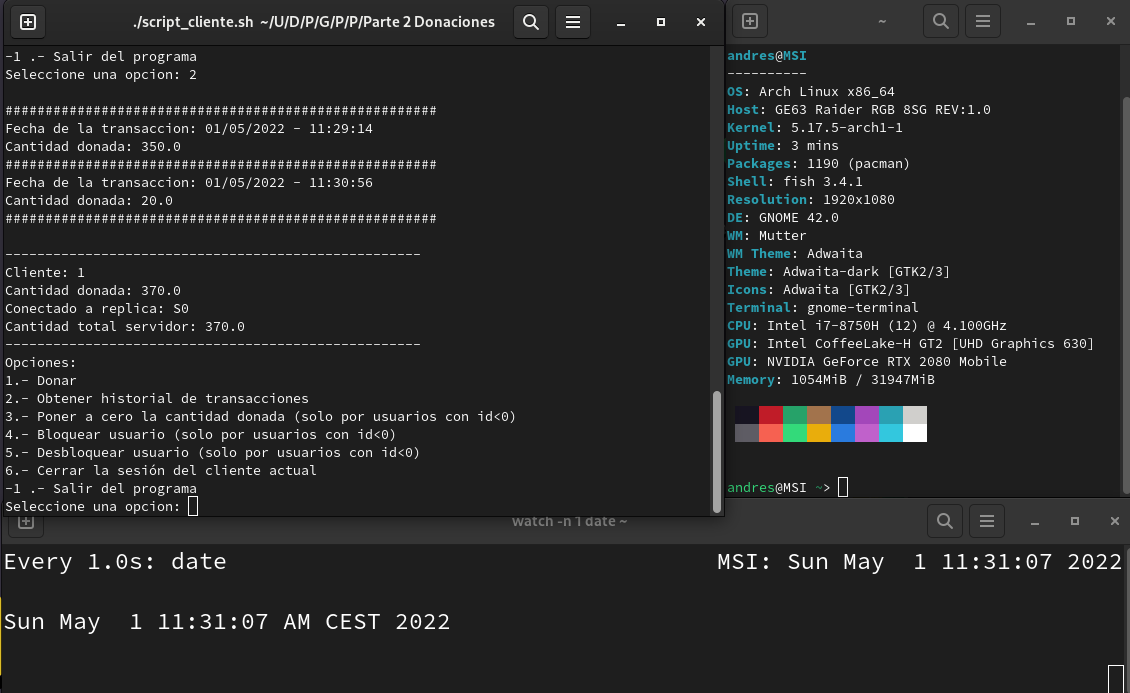 ./script_cliente.sh ~/U/D/P/G/P/P/Parte 2 Donaciones
-1 .- Salir del programa
Seleccione una opcion: 2
######################################################
Fecha de la transaccion: 01/05/2022 - 11:29:14
Cantidad donada: 350.0
######################################################
Fecha de la transaccion: 01/05/2022 - 11:30:56
Cantidad donada: 20.0
######################################################
----------------------------------------------------
Cliente: 1
Cantidad donada: 370.0
Conectado a replica: S0
Cantidad total servidor: 370.0
----------------------------------------------------
Opciones:
1.- Donar
2.- Obtener historial de transacciones
3.- Poner a cero la cantidad donada (solo por usuarios con id<0)
4.- Bloquear usuario (solo por usuarios con id<0)
5.- Desbloquear usuario (solo por usuarios con id<0)
6.- Cerrar la sesión del cliente actual
-1 .- Salir del programa
Seleccione una opcion:
~
andres@MSI
----------
OS: Arch Linux x86_64
Host: GE63 Raider RGB 8SG REV:1.0
Kernel: 5.17.5-arch1-1
Uptime: 3 mins
Packages: 1190 (pacman)
Shell: fish 3.4.1
Resolution: 1920x1080
DE: GNOME 42.0
WM: Mutter
WM Theme: Adwaita
Theme: Adwaita-dark [GTK2/3]
Icons: Adwaita [GTK2/3]
Terminal: gnome-terminal
CPU: Intel i7-8750H (12) @ 4.100GHz
GPU: Intel CoffeeLake-H GT2 [UHD Graphics 630]
GPU: NVIDIA GeForce RTX 2080 Mobile
Memory: 1054MiB / 31947MiB
andres@MSI ~>
watch -n 1 date ~
Every 1.0s: date MSI: Sun May  1 11:31:07 2022
Sun May  1 11:31:07 AM CEST 2022